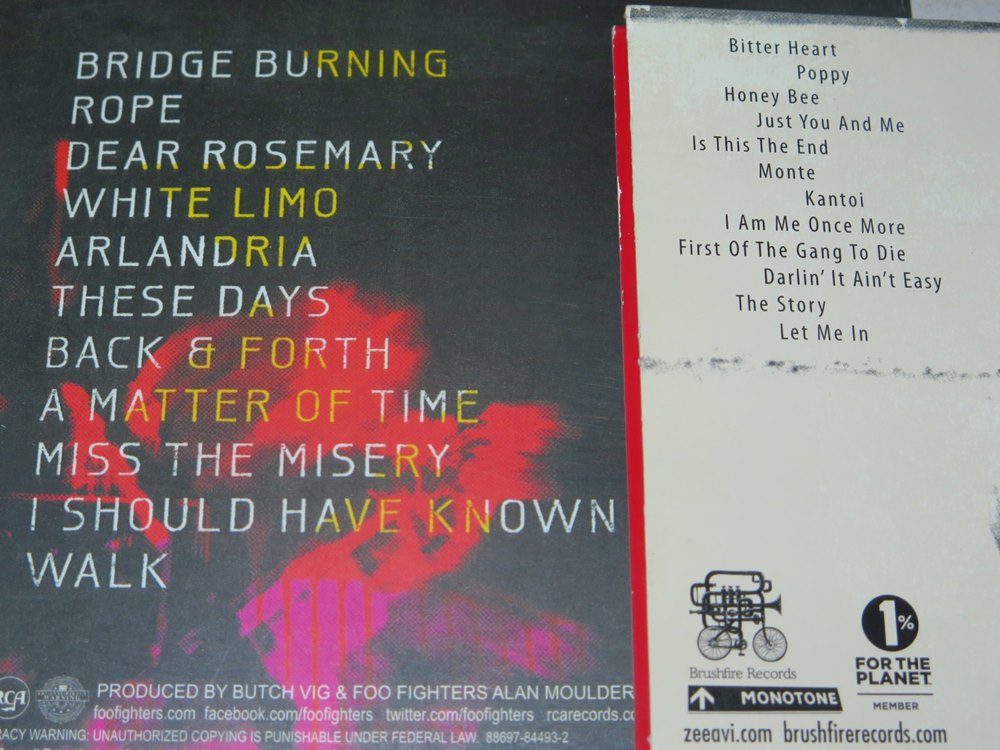 BRIDGE BURNING
ROPE
DEAR ROSEMARY
WHITE LIMO
ARLANDRIA
THESE DAYS
BACK & FORTH
A MATTER OF TIME
MISS THE MISERY
I SHOULD HAVE KNOWN
WALK
RCA
PRODUCED BY BUTCH VIG & FOO FIGHTERS ALAN MOULDER
foofighters.com facebook.com/foofighters twitter.com/foofighters rcarecords.co
RACY WARNING: UNAUTHORIZED COPYING IS PUNISHABLE UNDER FEDERAL LAW. 88697-84493-2
Bitter Heart
Poppy
Honey Bee
Just You And Me
Is This The End
Monte
Kantoi
I Am Me Once More
First Of The Gang To Die
Darlin' It Ain't Easy
The Story
Let Me In
Brushfire Records
MONOTONE
1%
FOR THE
PLANET
MEMBER
zeeavi.com brushfirerecords.com